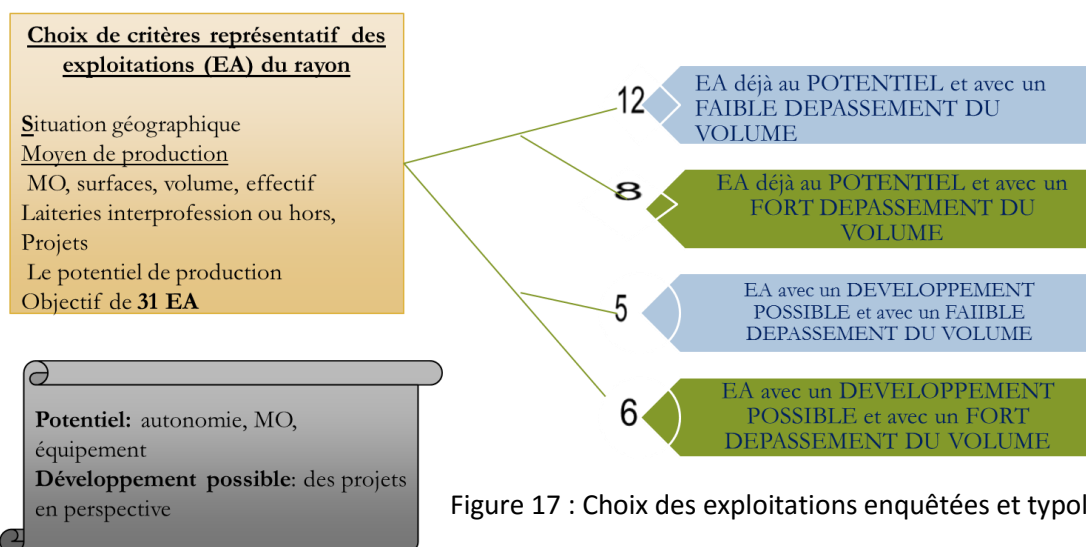 Choix de critères représentatif des
exploitations (EA) du rayon
Situation géographique
Moyen de production
MO, surfaces, volume, effectif
Laiteries interprofession ou hors,
Projets
Le potentiel de production
Objectif de 31 EA
Potentiel: autonomie, MO,
équipement
Développement possible: des projets
en perspective
12
EA déjà au POTENTIEL et avec un
FAIBLE DEPASSEMENT DU
VOLUME
8
EA déjà au POTENTIEL et avec un
FORT DEPASSEMENT DU
VOLUME
5
EA avec un DEVELOPPEMENT
POSSIBLE et avec un FAIIBLE
DEPASSEMENT DU VOLUME
6
EA avec un DEVELOPPEMENT
POSSIBLE et avec un FORT
DEPASSEMENT DU VOLUME
Figure 17 : Choix des exploitations enquêtées et typol